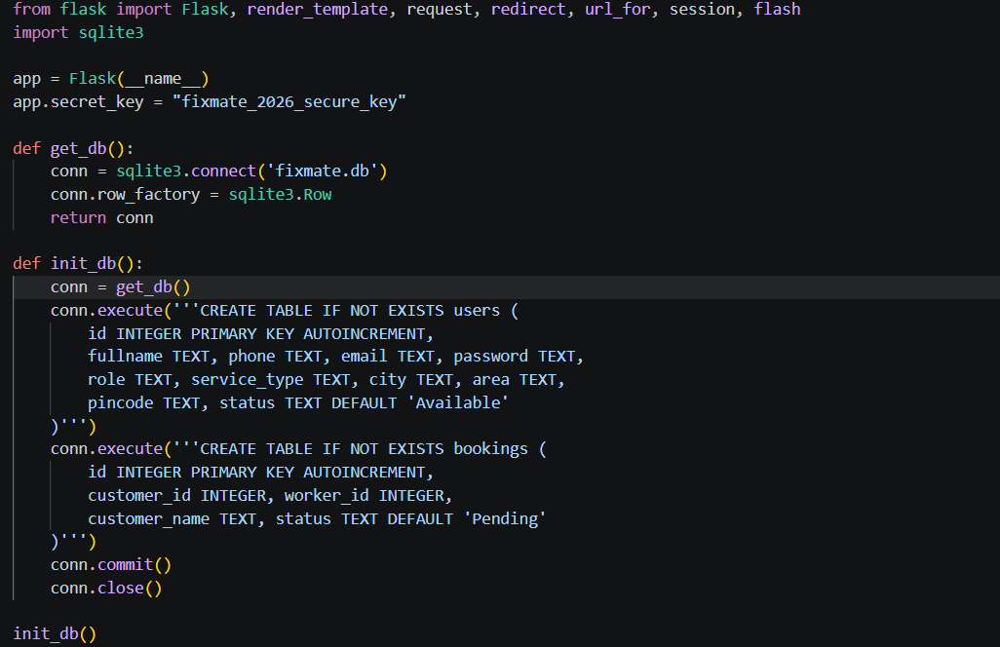 from flask import Flask, render_template, request, redirect, url_for, session, flash
import sqlite3

app = Flask(__name__)
app.secret_key = "fixmate_2026_secure_key"

def get_db():
    conn = sqlite3.connect('fixmate.db')
    conn.row_factory = sqlite3.Row
    return conn

def init_db():
    conn = get_db()
    conn.execute('''CREATE TABLE IF NOT EXISTS users (
        id INTEGER PRIMARY KEY AUTOINCREMENT,
        fullname TEXT, phone TEXT, email TEXT, password TEXT,
        role TEXT, service_type TEXT, city TEXT, area TEXT,
        pincode TEXT, status TEXT DEFAULT 'Available'
    )''')
    conn.execute('''CREATE TABLE IF NOT EXISTS bookings (
        id INTEGER PRIMARY KEY AUTOINCREMENT,
        customer_id INTEGER, worker_id INTEGER,
        customer_name TEXT, status TEXT DEFAULT 'Pending'
    )''')
    conn.commit()
    conn.close()

init_db()